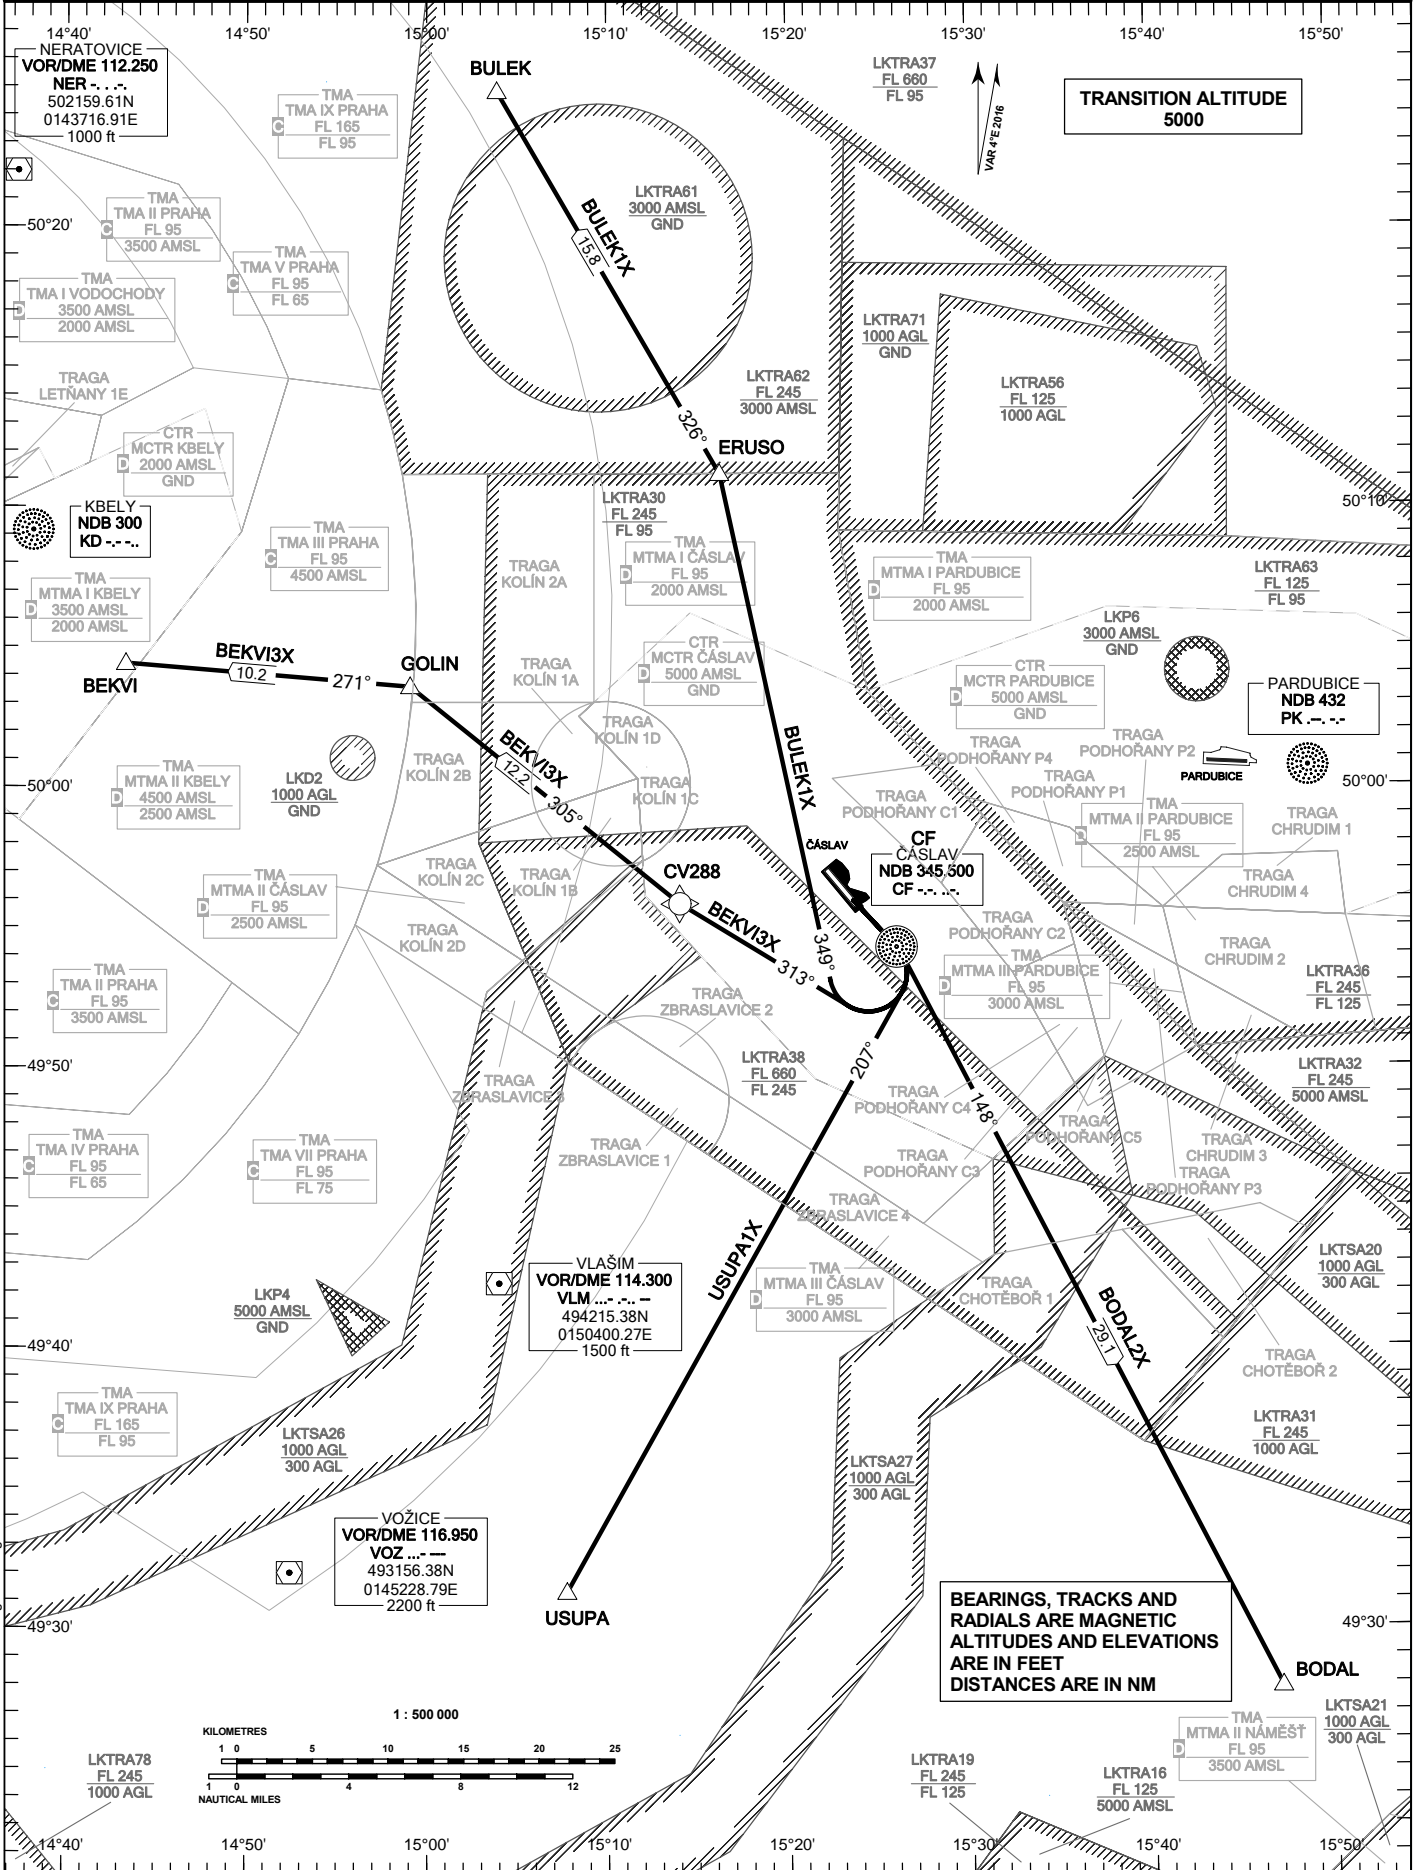 14°40'
14°50'
15°00'
15°10'
15°20'
15°30'
15°40'
15°50'
NERATOVICE
VOR/DME 112.250
NER -. . .-.
502159.61N
0143716.91E
1000 ft
TMA
TMA IX PRAHA
C
FL 165
FL 95
BULEK
LKTRA37
FL 660
FL 95
VAR 4°E 2016
TRANSITION ALTITUDE
5000
TMA
TMA II PRAHA
C
FL 95
3500 AMSL
50°20'
TMA
TMA V PRAHA
C
FL 95
FL 65
TMA
TMA I VODOCHODY
D
3500 AMSL
2000 AMSL
LKTRA61
3000 AMSL
GND
BULEK1X
15.8
LKTRA71
1000 AGL
GND
LKTRA62
FL 245
3000 AMSL
LKTRA56
FL 125
1000 AGL
TRAGA
LETŇANY 1E
326°
ERUSO
CTR
MCTR KBELY
D
2000 AMSL
GND
KBELY
NDB 300
KD -.- -..
50°10'
LKTRA30
FL 245
FL 95
TMA
TMA III PRAHA
C
FL 95
4500 AMSL
TRAGA
KOLÍN 2A
TMA
MTMA I ČÁSLAV
D
FL 95
2000 AMSL
TMA
MTMA I PARDUBICE
D
FL 95
2000 AMSL
LKTRA63
FL 125
FL 95
TMA
MTMA I KBELY
D
3500 AMSL
2000 AMSL
LKP6
3000 AMSL
GND
BEKVI3X
10.2
271°
BEKVI
GOLIN
TRAGA
KOLÍN 1A
CTR
MCTR ČÁSLAV
D
5000 AMSL
GND
CTR
MCTR PARDUBICE
D
5000 AMSL
GND
PARDUBICE
NDB 432
PK .--. -.-
TRAGA
KOLÍN 1D
BEKVI3X
12.2
305°
BULEK1X
TRAGA
PODHOŘANY P4
TRAGA
PODHOŘANY P2
PARDUBICE
TRAGA
KOLÍN 2B
LKD2
1000 AGL
GND
TMA
MTMA II KBELY
D
4500 AMSL
2500 AMSL
TRAGA
KOLÍN 1C
TRAGA
PODHOŘANY P1
50°00'
50°00'
TRAGA
PODHOŘANY C1
TMA
MTMA II PARDUBICE
D
FL 95
2500 AMSL
TRAGA
CHRUDIM 1
ČÁSLAV
CF
ČÁSLAV
NDB 345,500
CF -.-. ..-.
TMA
MTMA II ČÁSLAV
D
FL 95
2500 AMSL
TRAGA
KOLÍN 2C
TRAGA
KOLÍN 1B
CV288
TRAGA
CHRUDIM 4
TRAGA
KOLÍN 2D
BEKVI3X
313°
349°
TRAGA
PODHOŘANY C2
TRAGA
CHRUDIM 2
TMA
TMA II PRAHA
C
FL 95
3500 AMSL
TMA
MTMA III PARDUBICE
D
FL 95
3000 AMSL
LKTRA36
FL 245
FL 125
TRAGA
ZBRASLAVICE 2
49°50'
LKTRA38
FL 660
FL 245
207°
LKTRA32
FL 245
5000 AMSL
TRAGA
ZBRASLAVICE 3
TRAGA
PODHOŘANY C4
148°
TRAGA
PODHOŘANY C5
TMA
TMA IV PRAHA
C
FL 95
FL 65
TMA
TMA VII PRAHA
C
FL 95
FL 75
TRAGA
ZBRASLAVICE 1
TRAGA
PODHOŘANY C3
TRAGA
CHRUDIM 3
TRAGA
PODHOŘANY P3
TRAGA
ZBRASLAVICE 4
USUPA1X
LKP4
5000 AMSL
GND
VLAŠIM
VOR/DME 114.300
VLM ...- .-.. --
494215.38N
0150400.27E
1500 ft
TMA
MTMA III ČÁSLAV
D
FL 95
3000 AMSL
TRAGA
CHOTĚBOŘ 1
LKTSA20
1000 AGL
300 AGL
BODAL2X
29.1
49°40'
TRAGA
CHOTĚBOŘ 2
TMA
TMA IX PRAHA
C
FL 165
FL 95
LKTSA26
1000 AGL
300 AGL
LKTRA31
FL 245
1000 AGL
LKTSA27
1000 AGL
300 AGL
VOŽICE
VOR/DME 116.950
VOZ ...- ---
493156.38N
0145228.79E
2200 ft
USUPA
49°30'
49°30'
BEARINGS, TRACKS AND
RADIALS ARE MAGNETIC
ALTITUDES AND ELEVATIONS
ARE IN FEET
DISTANCES ARE IN NM
BODAL
1 : 500 000
LKTSA21
1000 AGL
300 AGL
TMA
MTMA II NÁMĚŠŤ
D
FL 95
3500 AMSL
KILOMETRES
1 0 5 10 15 20 25
1 0 4 8 12
NAUTICAL MILES
LKTRA78
FL 245
1000 AGL
LKTRA19
FL 245
FL 125
LKTRA16
FL 125
5000 AMSL
14°40'
14°50'
15°00'
15°10'
15°20'
15°30'
15°40'
15°50'